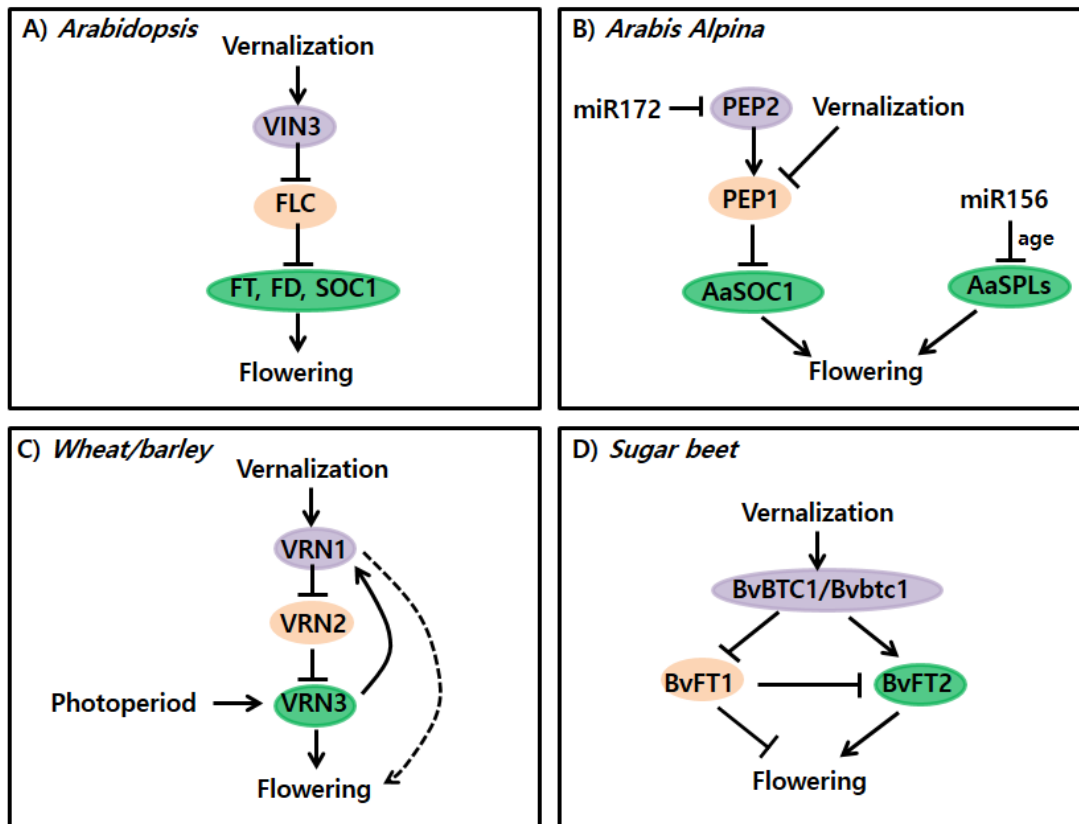 A) Arabidopsis
Vernalization
VIN3
FLC
FT, FD, SOC1
Flowering
B) Arabis Alpina
miR172
PEP2
Vernalization
PEP1
miR156
age
AaSOC1
AaSPLs
Flowering
C) Wheat/barley
Vernalization
VRN1
VRN2
Photoperiod
VRN3
Flowering
D) Sugar beet
Vernalization
BvBTC1/Bvbtc1
BvFT1
BvFT2
Flowering